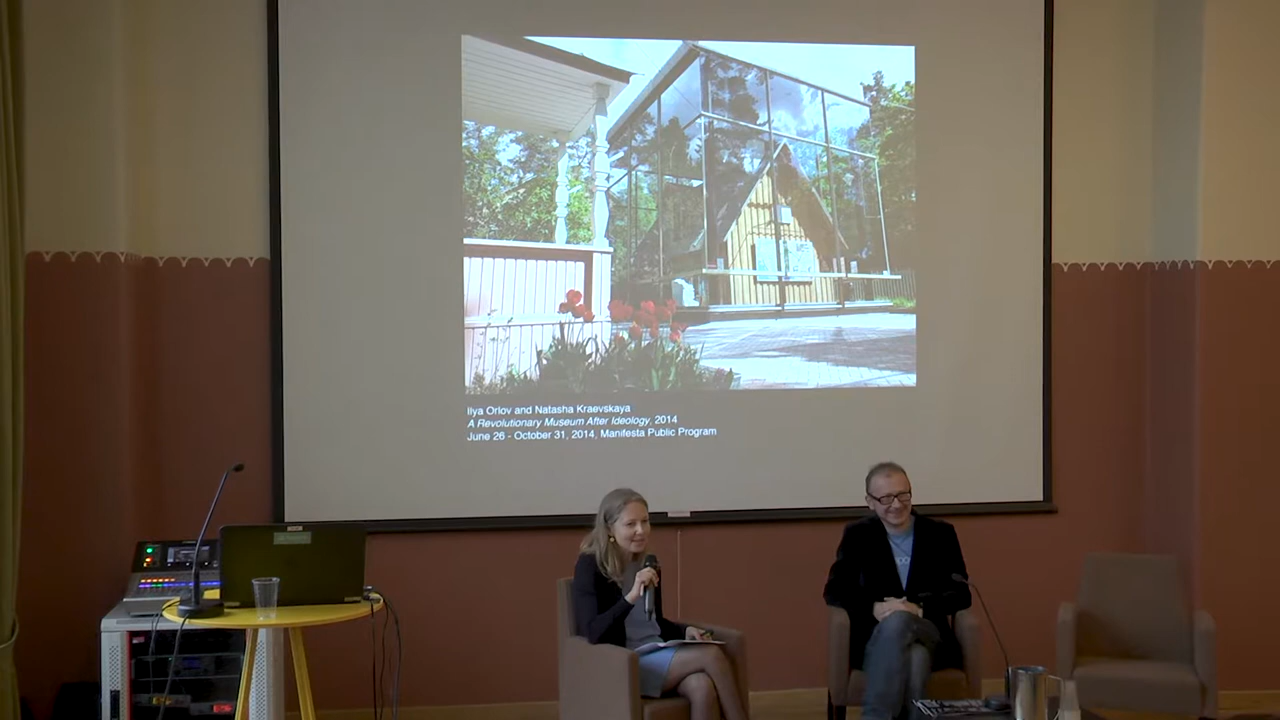 Ilya Orlov and Natasha Kraevskaya
A Revolutionary Museum After Ideology, 2014
June 26 - October 31, 2014, Manifesta Public Program